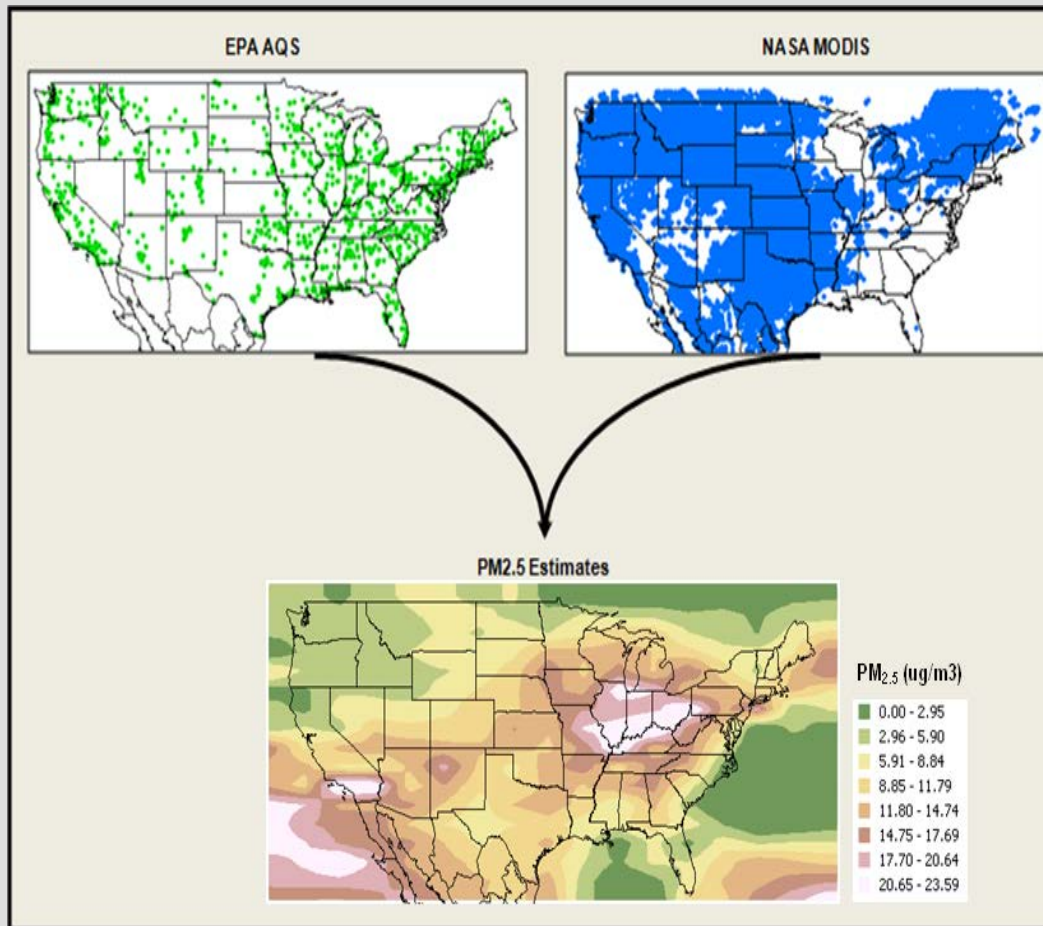 EPA AQS
NASA MODIS
PM2.5 Estimates
PM2.5 (ug/m3)
0.00 - 2.95
2.96 - 5.90
5.91 - 8.84
8.85 - 11.79
11.80 - 14.74
14.75 - 17.69
17.70 - 20.64
20.65 - 23.59